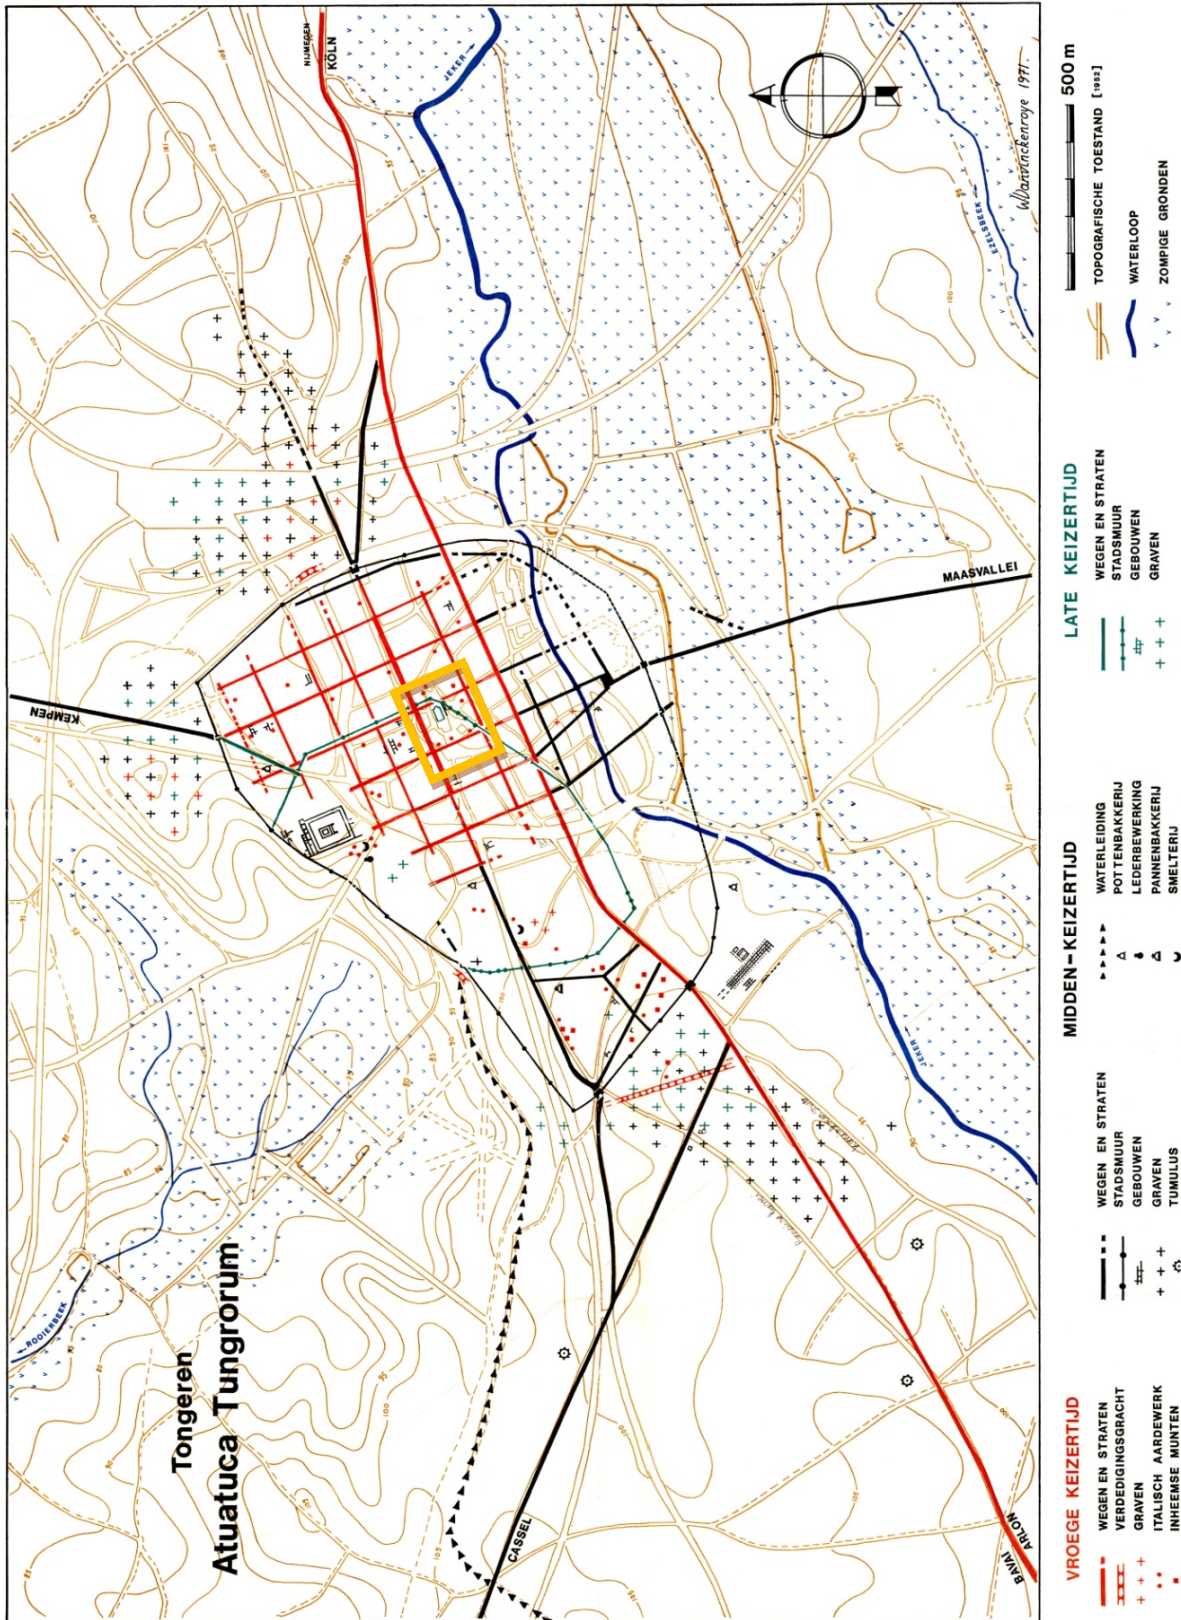 Tongeren
Atuatuca Tungrorum
NIJMEGEN
KÖLN
JEKER
KEMPEN
MAASVALLEI
EZELSBEEK
ROOIERBEEK
CASSEL
BAVAI
ARLON
JEKER
WVanvinckenroye 1971.
VROEGE KEIZERTIJD
WEGEN EN STRATEN
VERDEDIGINGSGRACHT
GRAVEN
ITALISCH AARDEWERK
INHEEMSE MUNTEN
MIDDEN-KEIZERTIJD
WEGEN EN STRATEN
STADSMUUR
GEBOUWEN
GRAVEN
TUMULUS
WATERLEIDING
POTTENBAKKERIJ
LEDERBEWERKING
PANNENBAKKERIJ
SMELTERIJ
LATE KEIZERTIJD
WEGEN EN STRATEN
STADSMUUR
GEBOUWEN
GRAVEN
500 m
TOPOGRAFISCHE TOESTAND [1952]
WATERLOOP
ZOMPIGE GRONDEN